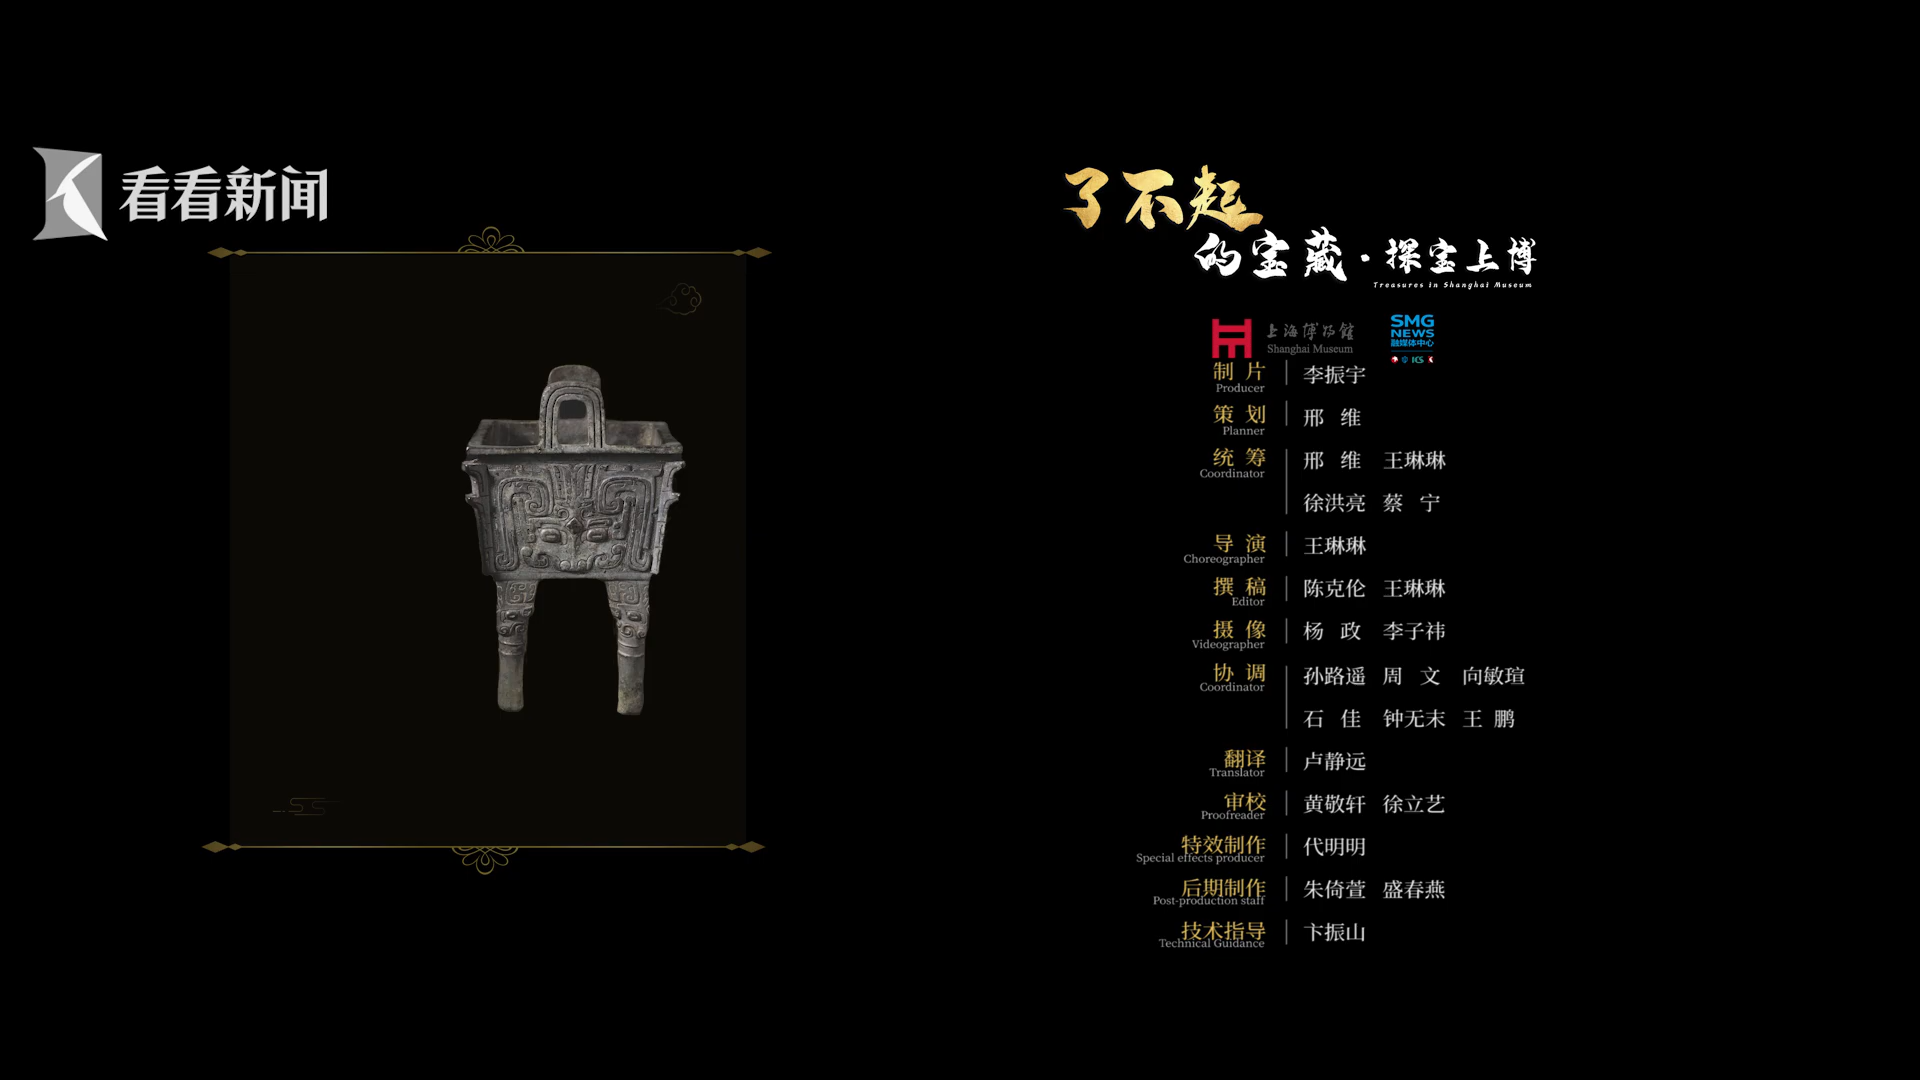 看看新闻
了不起
的宝藏·探宝上博
Treasures in Shanghai Museum
上海博物馆
Shanghai Museum
SMG
NEWS
融媒体中心
ICS
制 片 李振宇
Producer
策 划 邢 维
Planner
统 筹 邢 维 王琳琳
Coordinator
徐洪亮 蔡 宁
导 演 王琳琳
Choreographer
撰 稿 陈克伦 王琳琳
Editor
摄 像 杨 政 李子祎
Videographer
协 调 孙路遥 周 文 向敏瑄
Coordinator
石 佳 钟无末 王 鹏
翻译 卢静远
Translator
审校 黄敬轩 徐立艺
Proofreader
特效制作 代明明
Special effects producer
后期制作 朱倚萱 盛春燕
Post-production staff
技术指导 卞振山
Technical Guidance